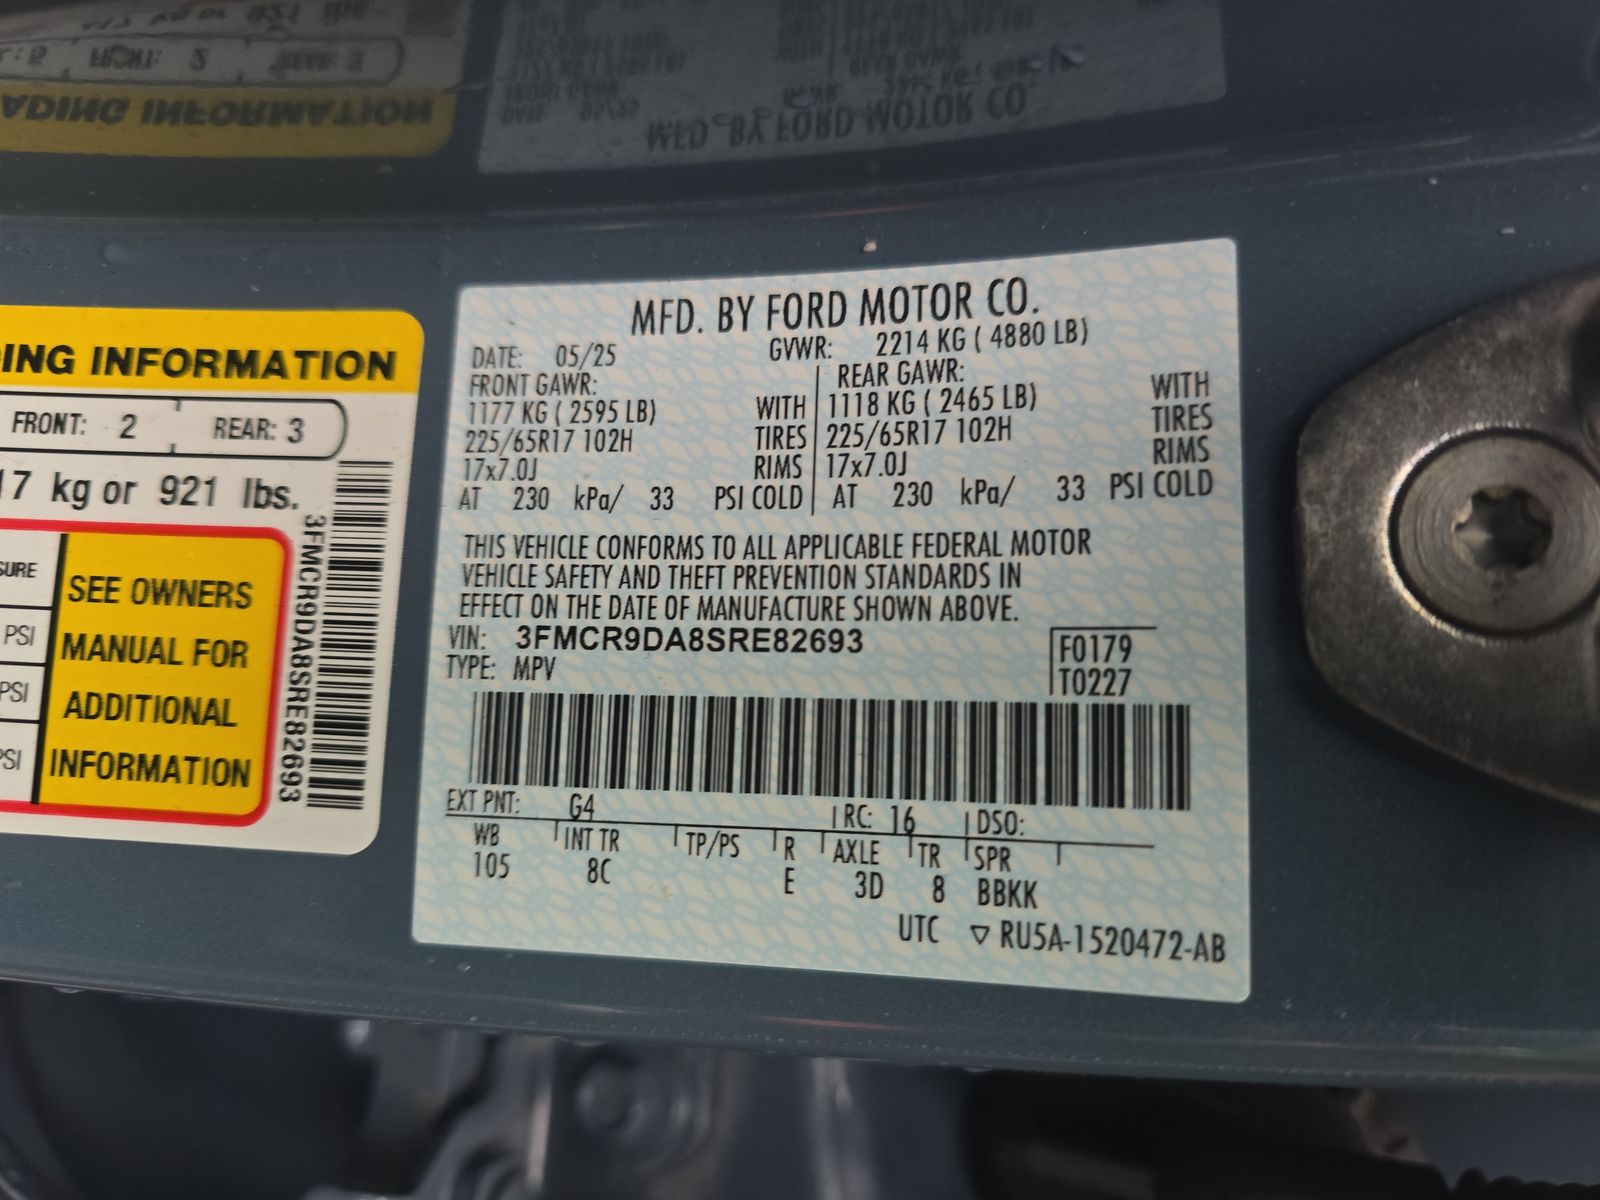 ING INFORMATION
FRONT: 2 REAR: 3
17 kg or 921 lbs.
SURE
PSI
PSI
PSI
SEE OWNERS
MANUAL FOR
ADDITIONAL
INFORMATION
3FMCR9DA8SRE82693
MFD. BY FORD MOTOR CO.
DATE: 05/25 GVWR: 2214 KG ( 4880 LB)
FRONT GAWR: REAR GAWR:
1177 KG ( 2595 LB) WITH 1118 KG ( 2465 LB) WITH
225/65R17 102H TIRES 225/65R17 102H TIRES
17x7.0J RIMS 17x7.0J RIMS
AT 230 kPa/ 33 PSI COLD AT 230 kPa/ 33 PSI COLD
THIS VEHICLE CONFORMS TO ALL APPLICABLE FEDERAL MOTOR
VEHICLE SAFETY AND THEFT PREVENTION STANDARDS IN
EFFECT ON THE DATE OF MANUFACTURE SHOWN ABOVE.
VIN: 3FMCR9DA8SRE82693 F0179
TYPE: MPV T0227
EXT PNT: G4 RC: 16 DSO:
WB INT TR TP/PS R AXLE TR SPR
105 8C E 3D 8 BBKK
UTC ▽ RU5A-1520472-AB